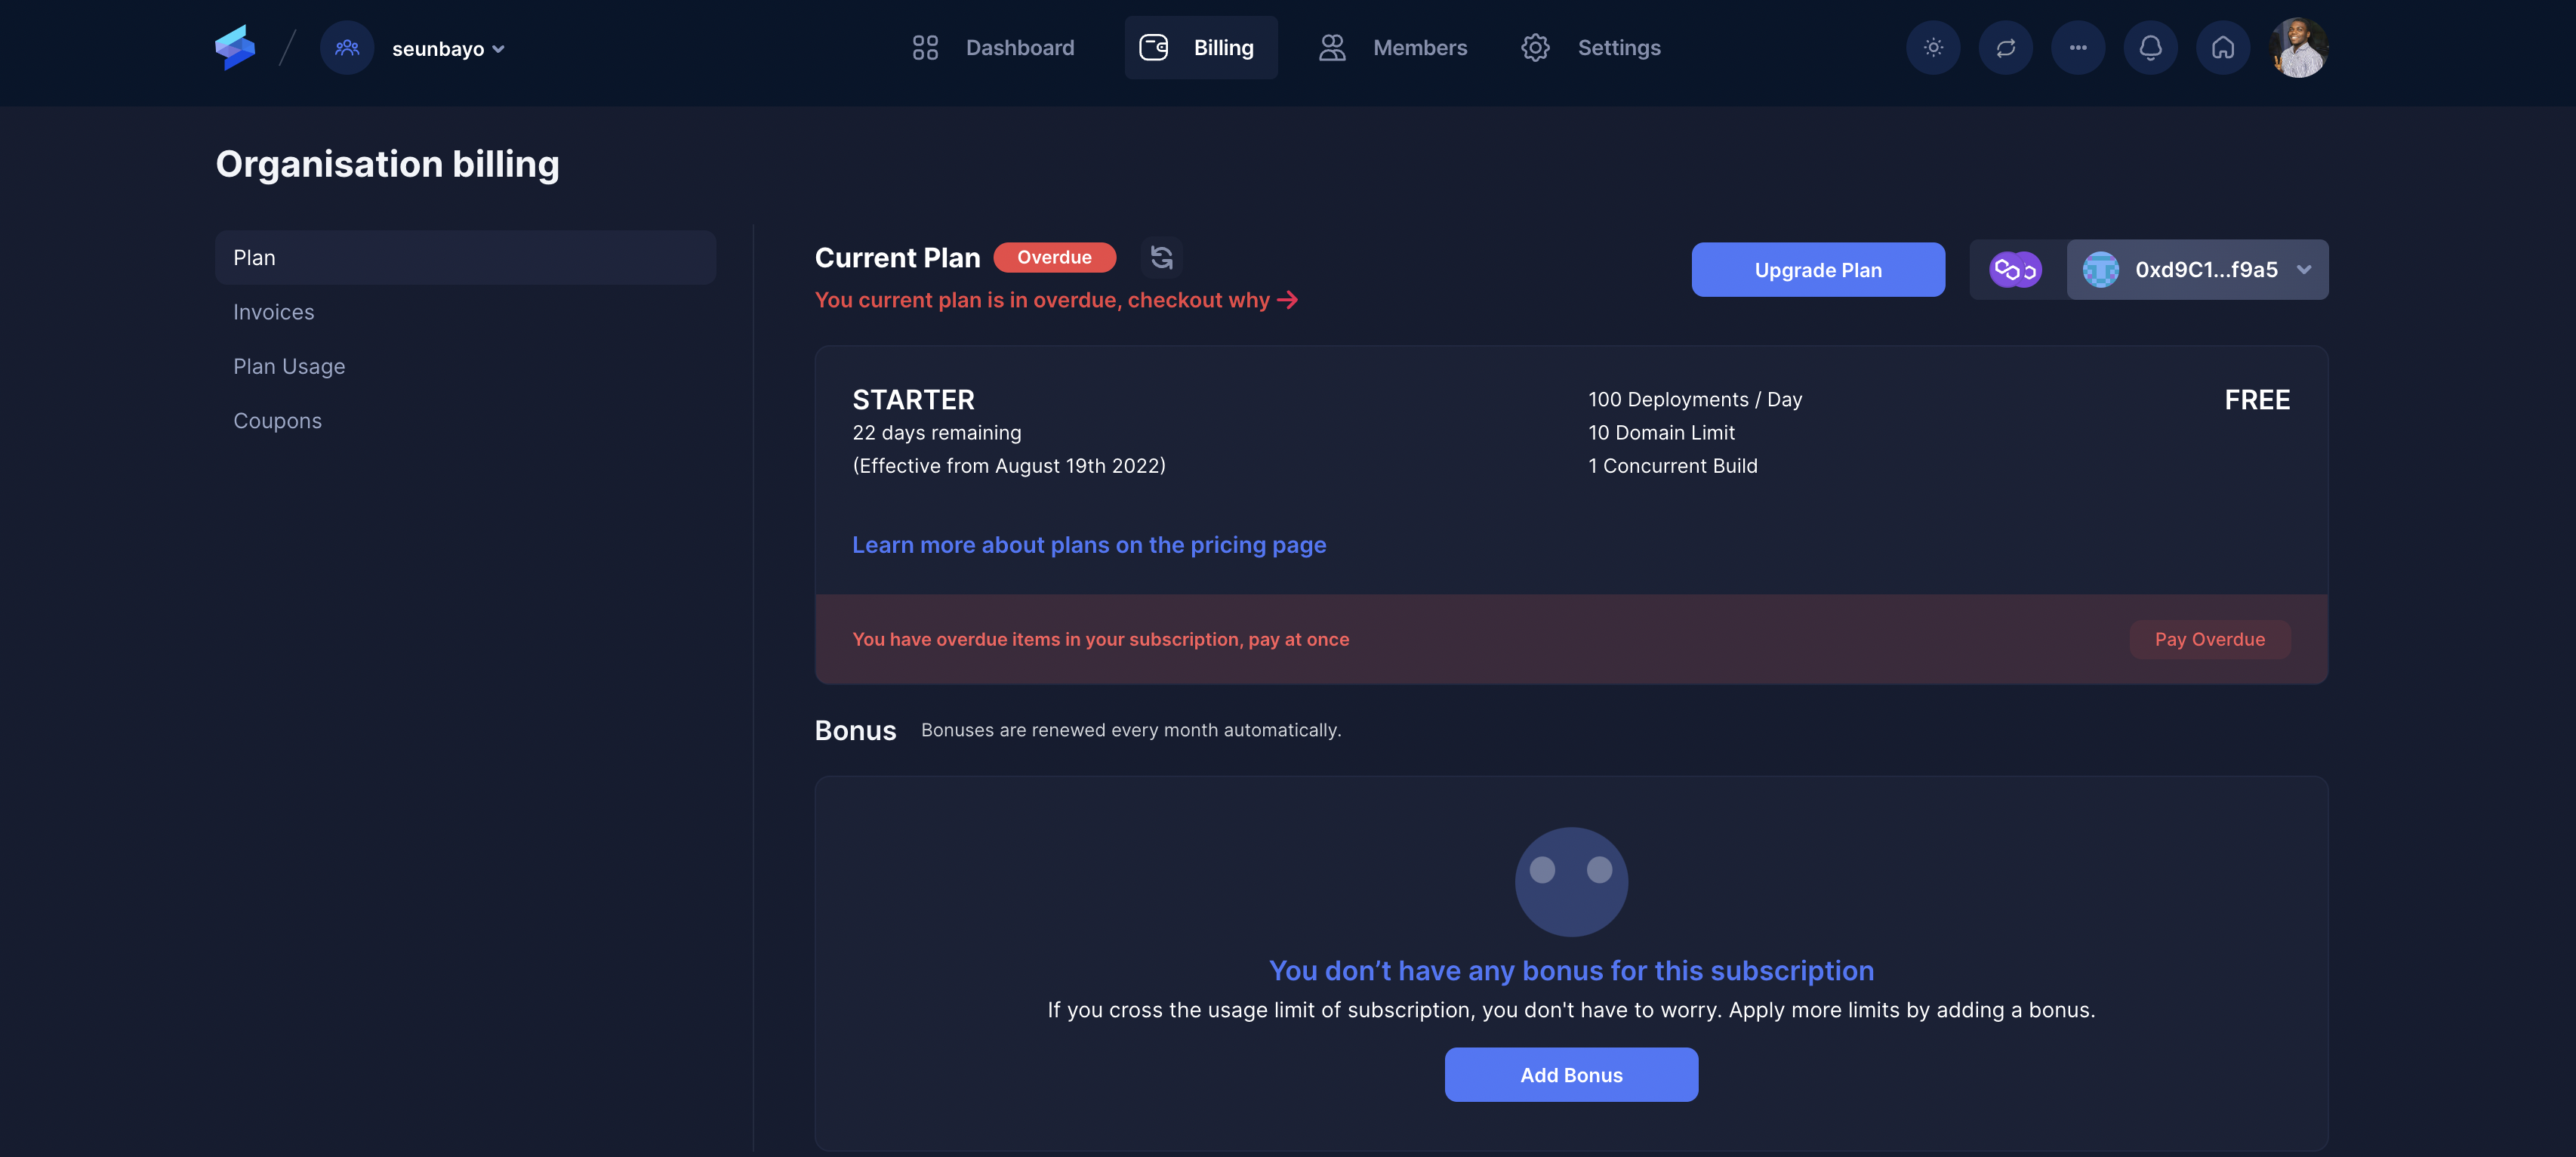 seunbayo
Dashboard
Billing
Members
Settings
Organisation billing
Plan
Invoices
Plan Usage
Coupons
Current Plan
Overdue
You current plan is in overdue, checkout why
Upgrade Plan
0xd9C1...f9a5
STARTER
22 days remaining
(Effective from August 19th 2022)
100 Deployments / Day
10 Domain Limit
1 Concurrent Build
FREE
Learn more about plans on the pricing page
You have overdue items in your subscription, pay at once
Pay Overdue
Bonus
Bonuses are renewed every month automatically.
You don’t have any bonus for this subscription
If you cross the usage limit of subscription, you don't have to worry. Apply more limits by adding a bonus.
Add Bonus